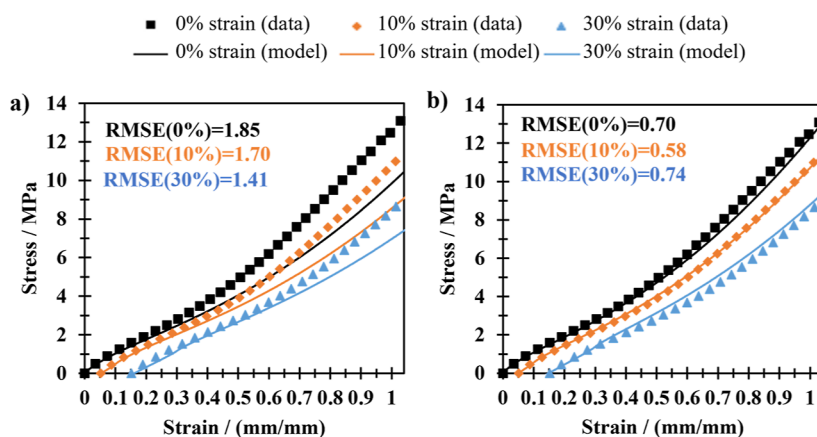 0% strain (data) 10% strain (data) 30% strain (data)
0% strain (model) 10% strain (model) 30% strain (model)
a)
14
12
10
8
6
4
2
0
Stress / MPa
RMSE(0%)=1.85
RMSE(10%)=1.70
RMSE(30%)=1.41
0 0.1 0.2 0.3 0.4 0.5 0.6 0.7 0.8 0.9 1
Strain / (mm/mm)
b)
14
12
10
8
6
4
2
0
Stress / MPa
RMSE(0%)=0.70
RMSE(10%)=0.58
RMSE(30%)=0.74
0 0.1 0.2 0.3 0.4 0.5 0.6 0.7 0.8 0.9 1
Strain / (mm/mm)